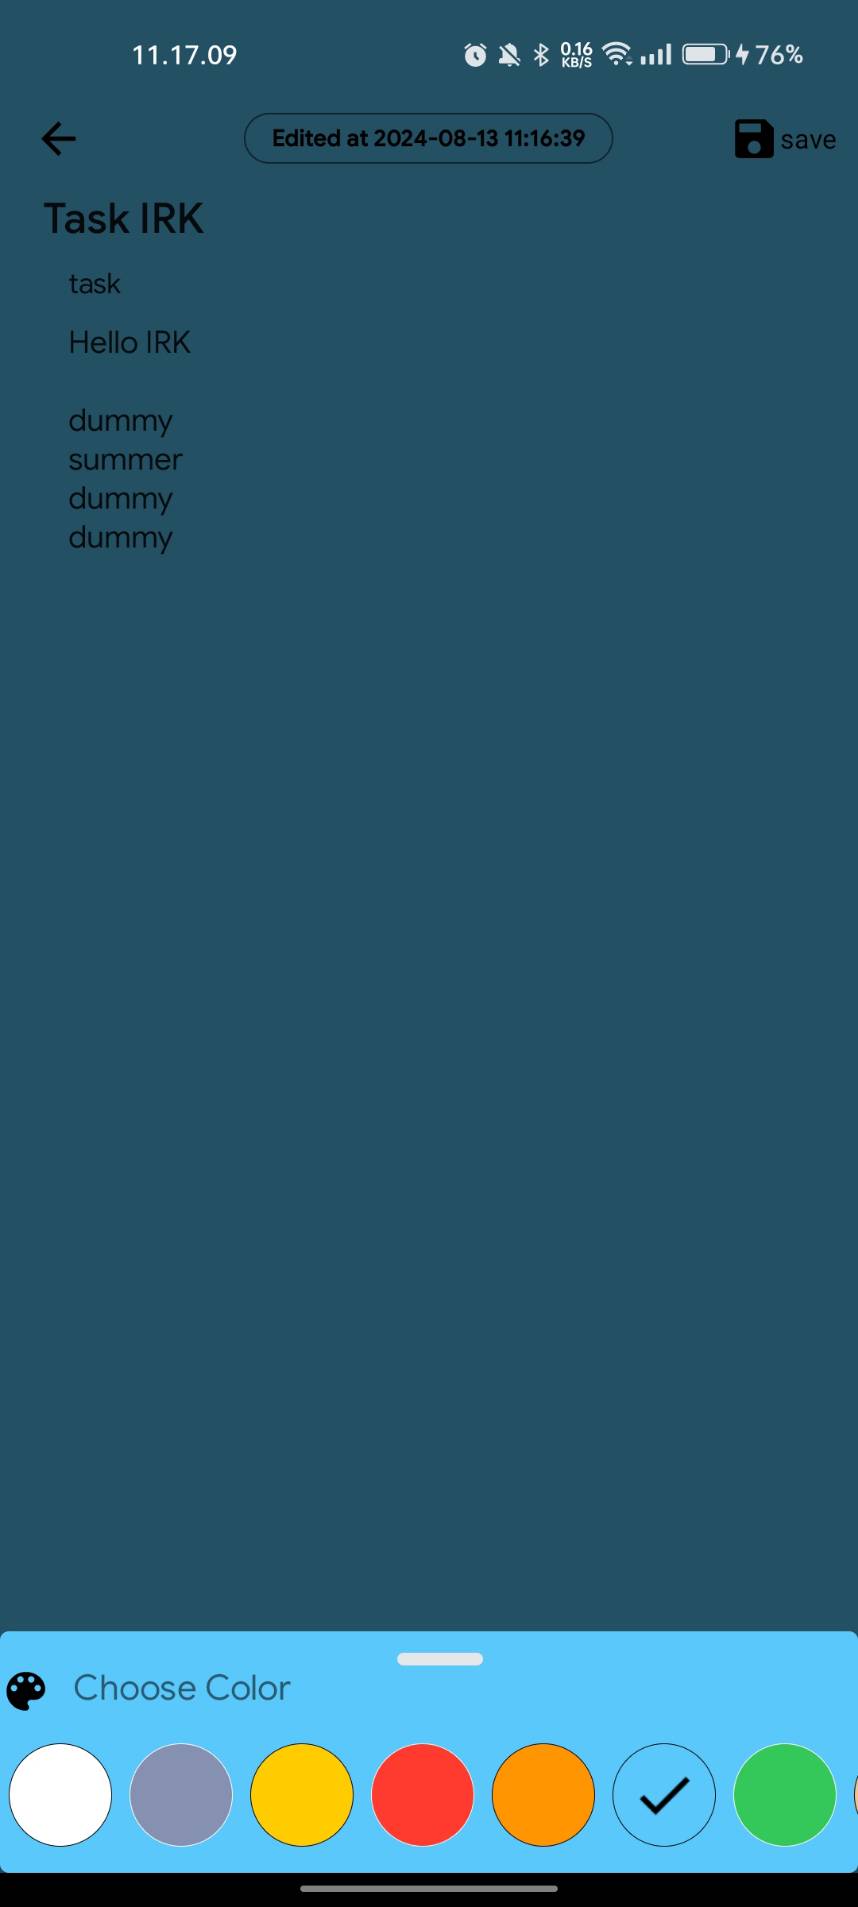 11.17.09
0.16
KB/S
76%
Edited at 2024-08-13 11:16:39
save
Task IRK
task
Hello IRK
dummy
summer
dummy
dummy
Choose Color